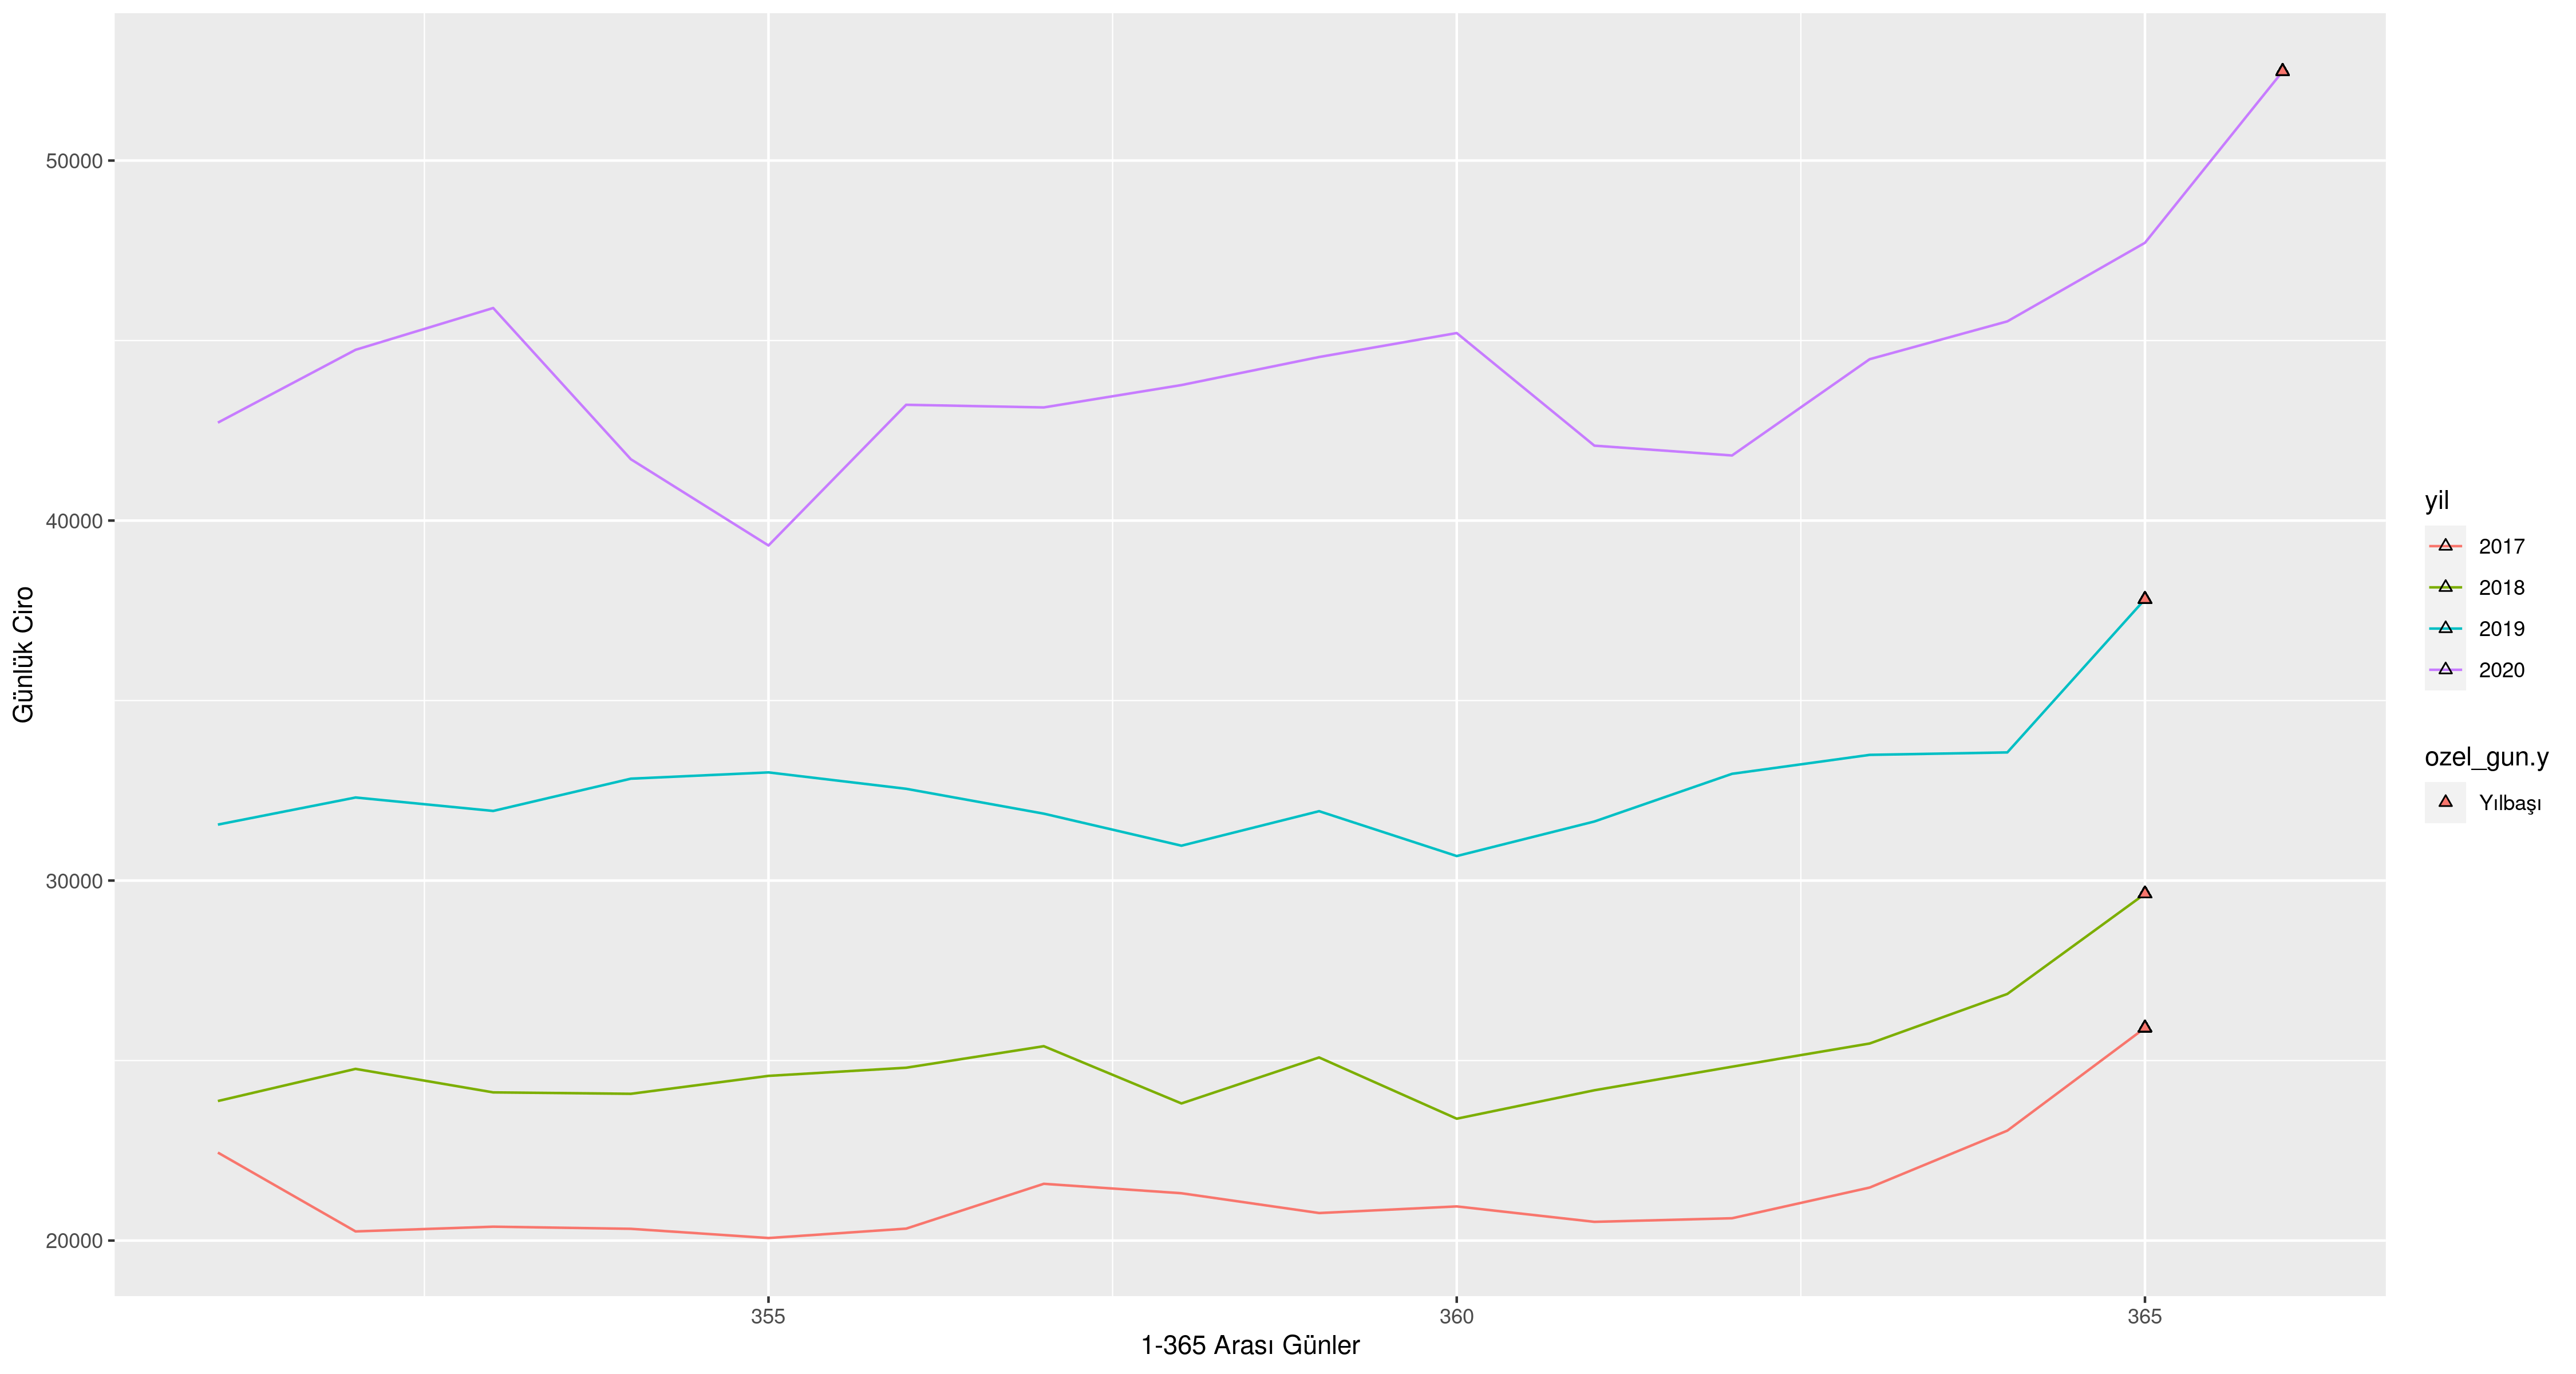 50000
40000
30000
20000
Günlük Ciro
355
360
365
1-365 Arası Günler
yil
2017
2018
2019
2020
ozel_gun.y
Yılbaşı